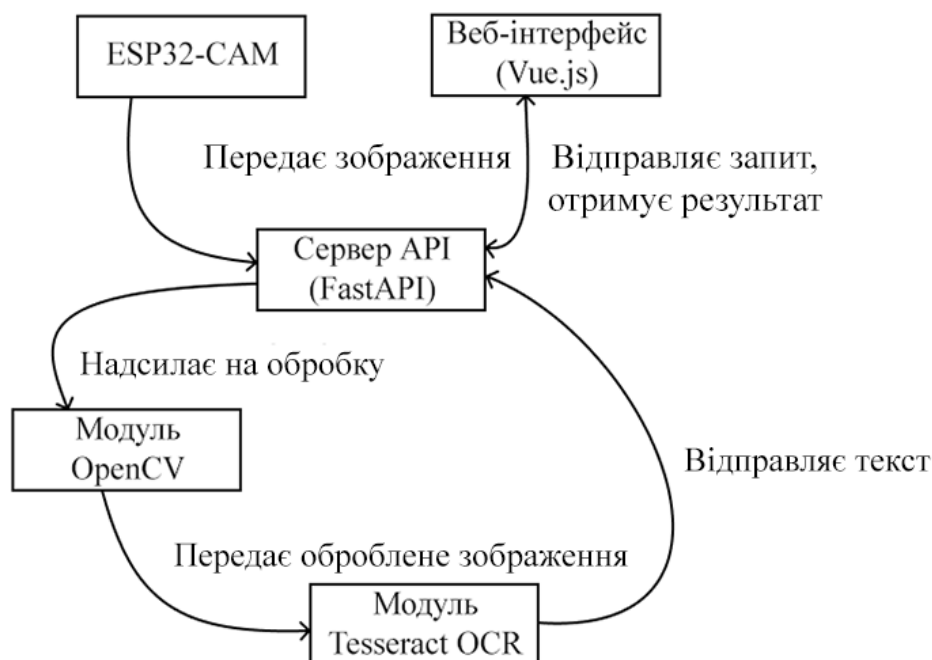 ESP32-CAM
Веб-інтерфейс
(Vue.js)
Передає зображення
Відправляє запит,
отримує результат
Сервер API
(FastAPI)
Надсилає на обробку
Модуль
OpenCV
Відправляє текст
Передає оброблене зображення
Модуль
Tesseract OCR